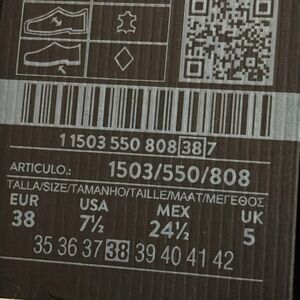 1 1503 550 808 38 7
ARTICULO.: 1503/550/808
TALLA/SIZE/TAMANHO/TAILLE/MAAT/ΜΕΓΕΘΟΣ
EUR USA MEX UK
38 7½ 24½ 5
35 36 37 38 39 40 41 42